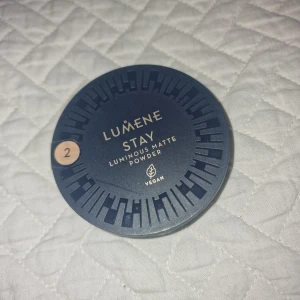 LUMENE
STAY
LUMINOUS MATTE
POWDER
VEGAN
2